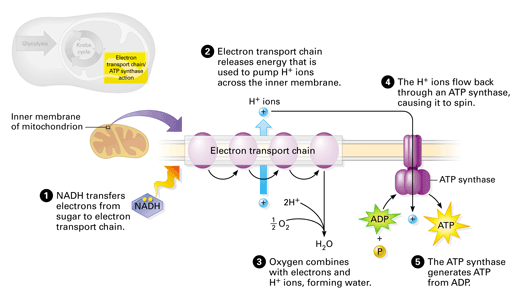 Glycolysis
Krebs
cycle
Electron
transport chain/
ATP synthase
action
Inner membrane
of mitochondrion
1 NADH transfers
electrons from
sugar to electron
transport chain.
NADH
2 Electron transport chain
releases energy that is
used to pump H⁺ ions
across the inner membrane.
H⁺ ions
+
Electron transport chain
+
2H⁺
1/2 O₂
H₂O
3 Oxygen combines
with electrons and
H⁺ ions, forming water.
4 The H⁺ ions flow back
through an ATP synthase,
causing it to spin.
ATP synthase
ADP
+
P
+
ATP
5 The ATP synthase
generates ATP
from ADP.